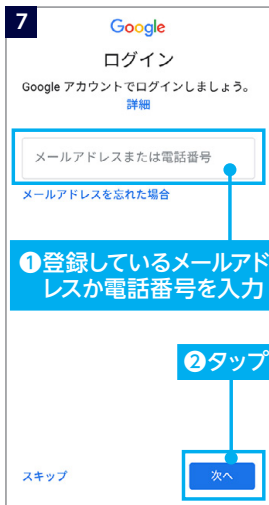 7
Google
ログイン
Google アカウントでログインしましょう。
詳細
メールアドレスまたは電話番号
メールアドレスを忘れた場合
❶登録しているメールアド
レスか電話番号を入力
❷タップ
スキップ
次へ